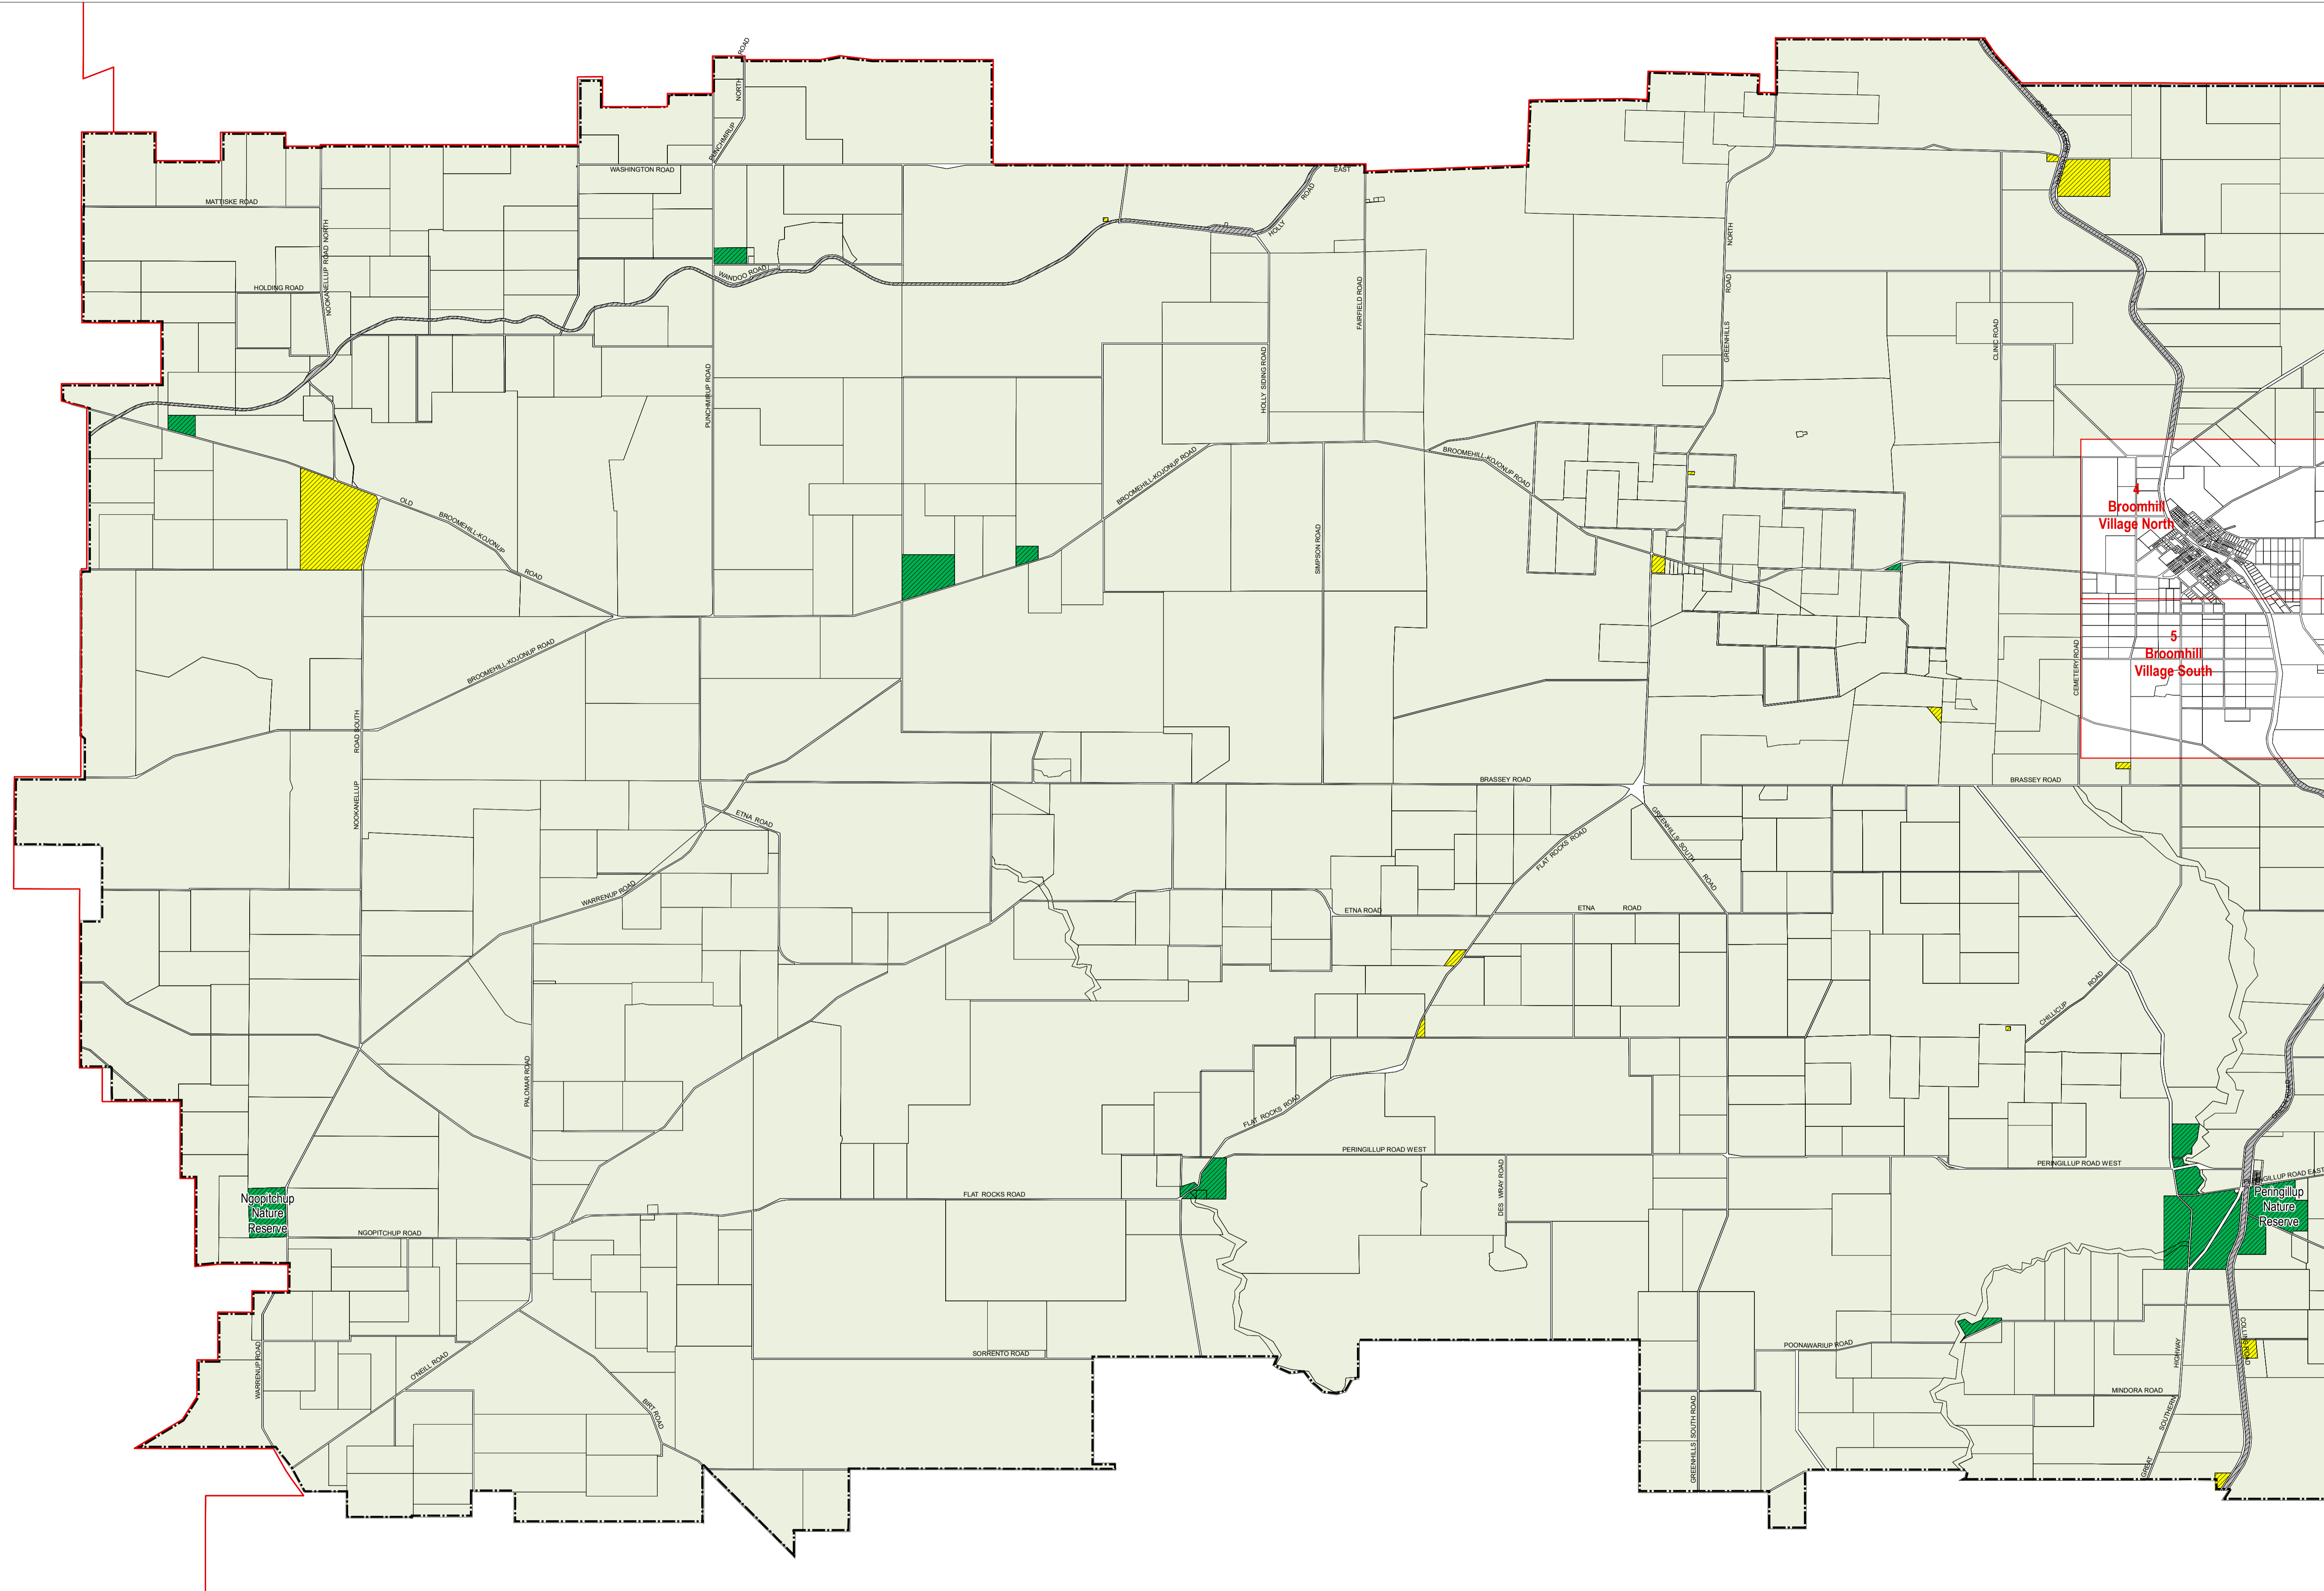 ROAD
NORTH
PUNCHMIRUP
WASHINGTON ROAD
EAST
MATTISKE ROAD
NOOKANELLUP ROAD NORTH
HOLLY
ROAD
NORTH
ROAD
GREENHILLS
WANDOO ROAD
HOLDING ROAD
FAIRFIELD ROAD
CLINIC ROAD
PUNCHMIRUP ROAD
HOLLY SIDING ROAD
BROOMEHILL-KOJONUP ROAD
BROOMEHILL-KOJONUP ROAD
OLD
BROOMEHILL-KOJONUP
ROAD
SIMPSON ROAD
4
Broomhill
Village North
5
Broomhill
Village South
CEMETERY ROAD
BROOMEHILL-KOJONUP ROAD
ROAD SOUTH
NOOKANELLUP
BRASSEY ROAD
BRASSEY ROAD
ETNA ROAD
FLAT ROCKS ROAD
GREENHILLS SOUTH
ROAD
WARRENUP ROAD
ETNA ROAD
ETNA
ROAD
CHILLICUP
ROAD
PALOMAR ROAD
FLAT ROCKS ROAD
PERINGILLUP ROAD WEST
PERINGILLUP ROAD WEST
Ngopitchup
Nature
Reserve
FLAT ROCKS ROAD
DES WRAY ROAD
Peringillup
Nature
Reserve
NGOPITCHUP ROAD
WARRENUP ROAD
O'NEILL ROAD
SORRENTO ROAD
POONAWARIUP ROAD
HIGHWAY
COLLINS ROAD
MINDORA ROAD
BIRT ROAD
GREENHILLS SOUTH ROAD
SOUTHERN
GREAT